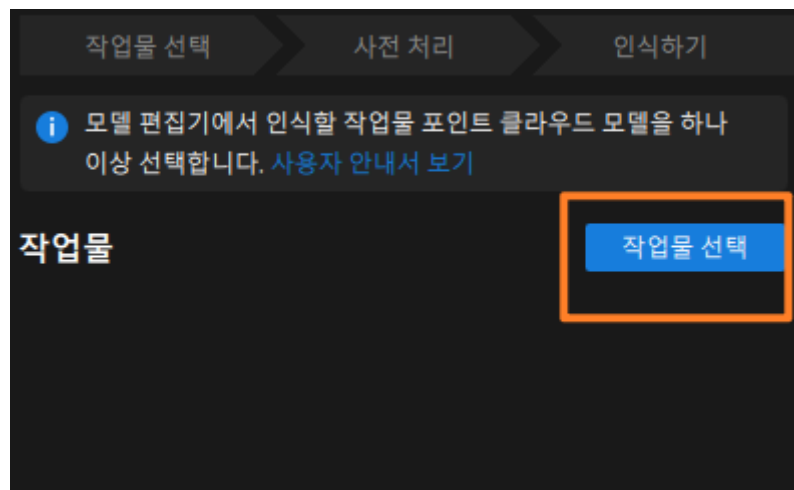 작업물 선택 사전 처리 인식하기
모델 편집기에서 인식할 작업물 포인트 클라우드 모델을 하나
이상 선택합니다. 사용자 안내서 보기
작업물 작업물 선택